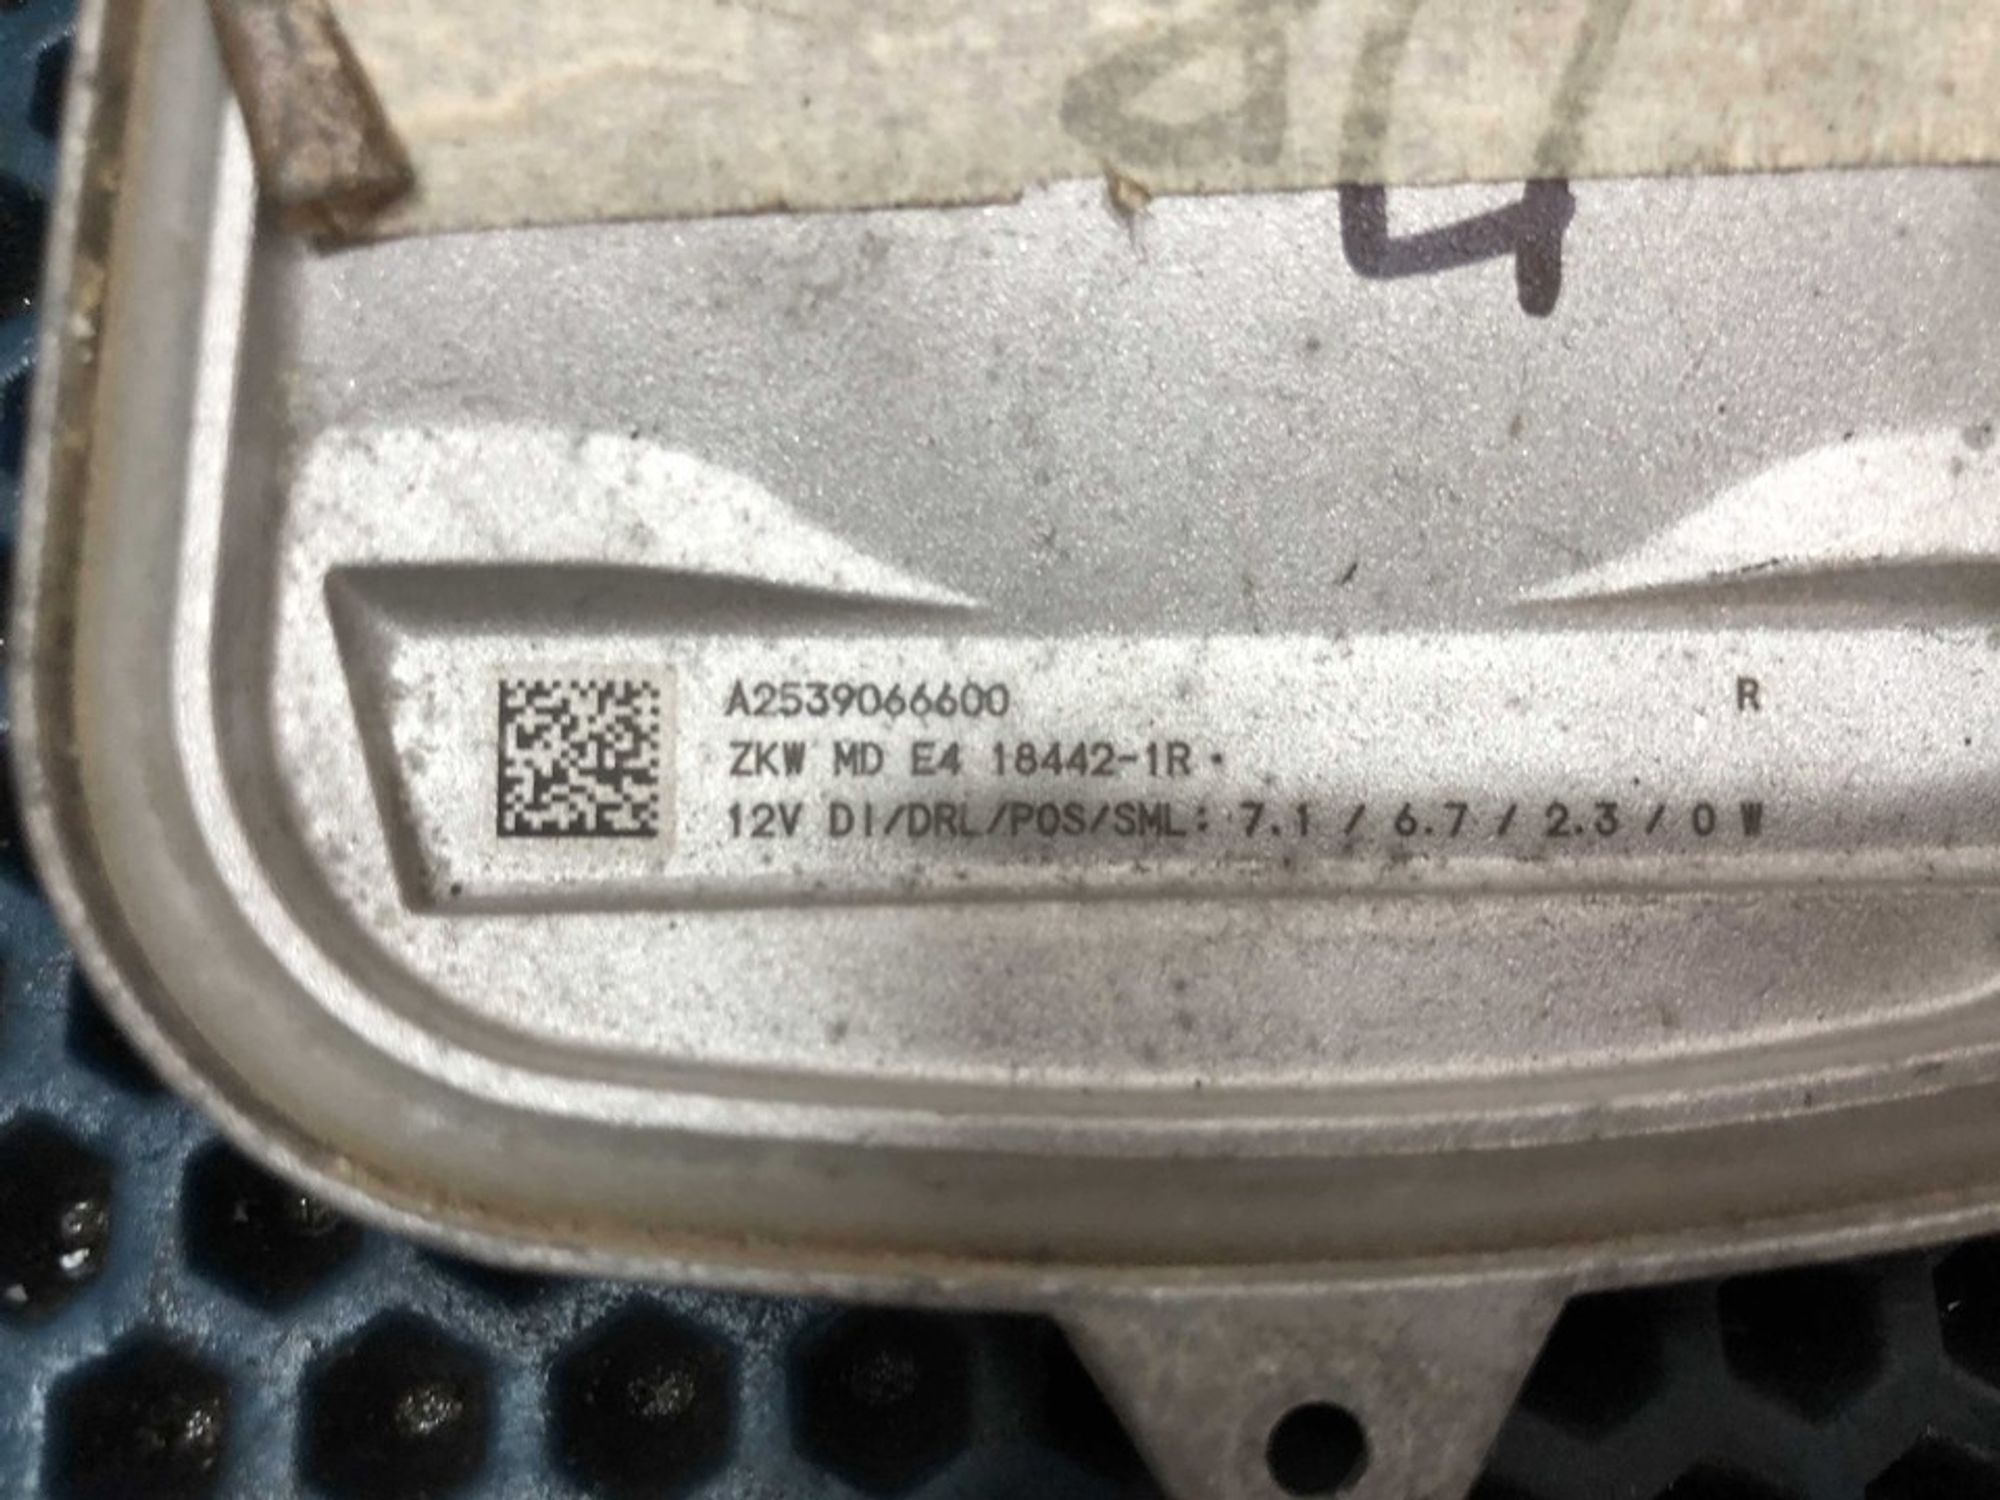 A2539066600 R
ZKW MD E4 18442-1R
12V DI/DRL/POS/SML: 7.1 / 6.7 / 2.3 / 0 W